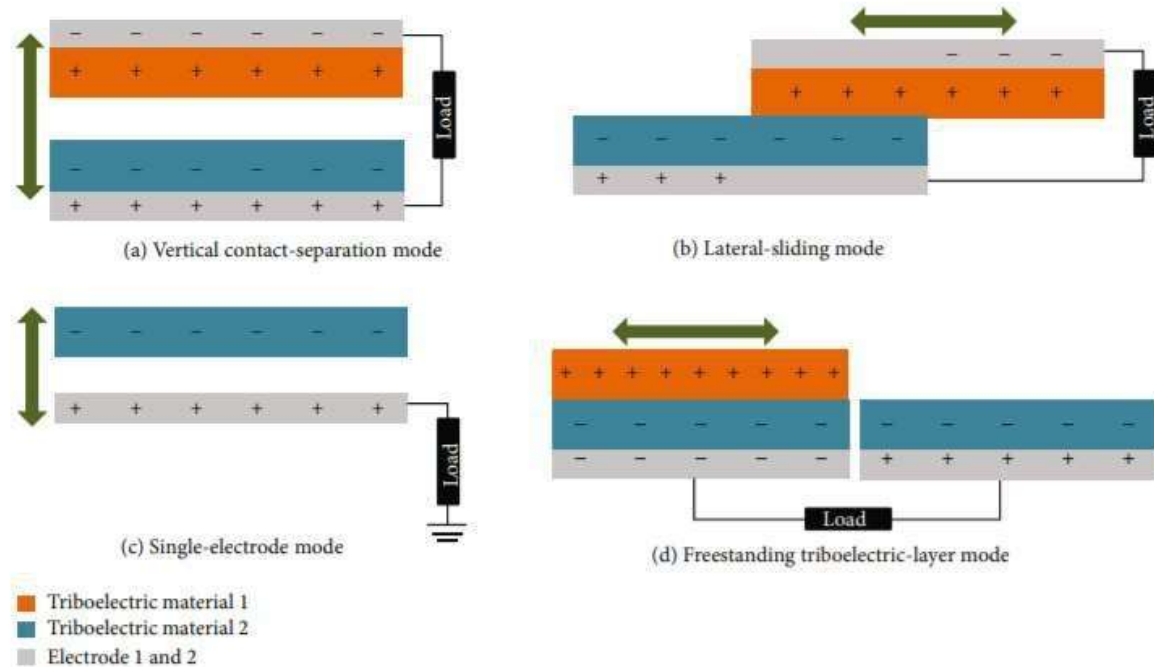 − − − − − −
+ + + + + +
Load
− − − − − −
+ + + + + +
(a) Vertical contact-separation mode
− − −
+ + + + + +
Load
− − − − − −
+ + +
(b) Lateral-sliding mode
− − − − − −
+ + + + + +
Load
(c) Single-electrode mode
+ + + + + + + + +
− − − − − − − − − −
− − − − − + + + + +
Load
(d) Freestanding triboelectric-layer mode
Triboelectric material 1
Triboelectric material 2
Electrode 1 and 2